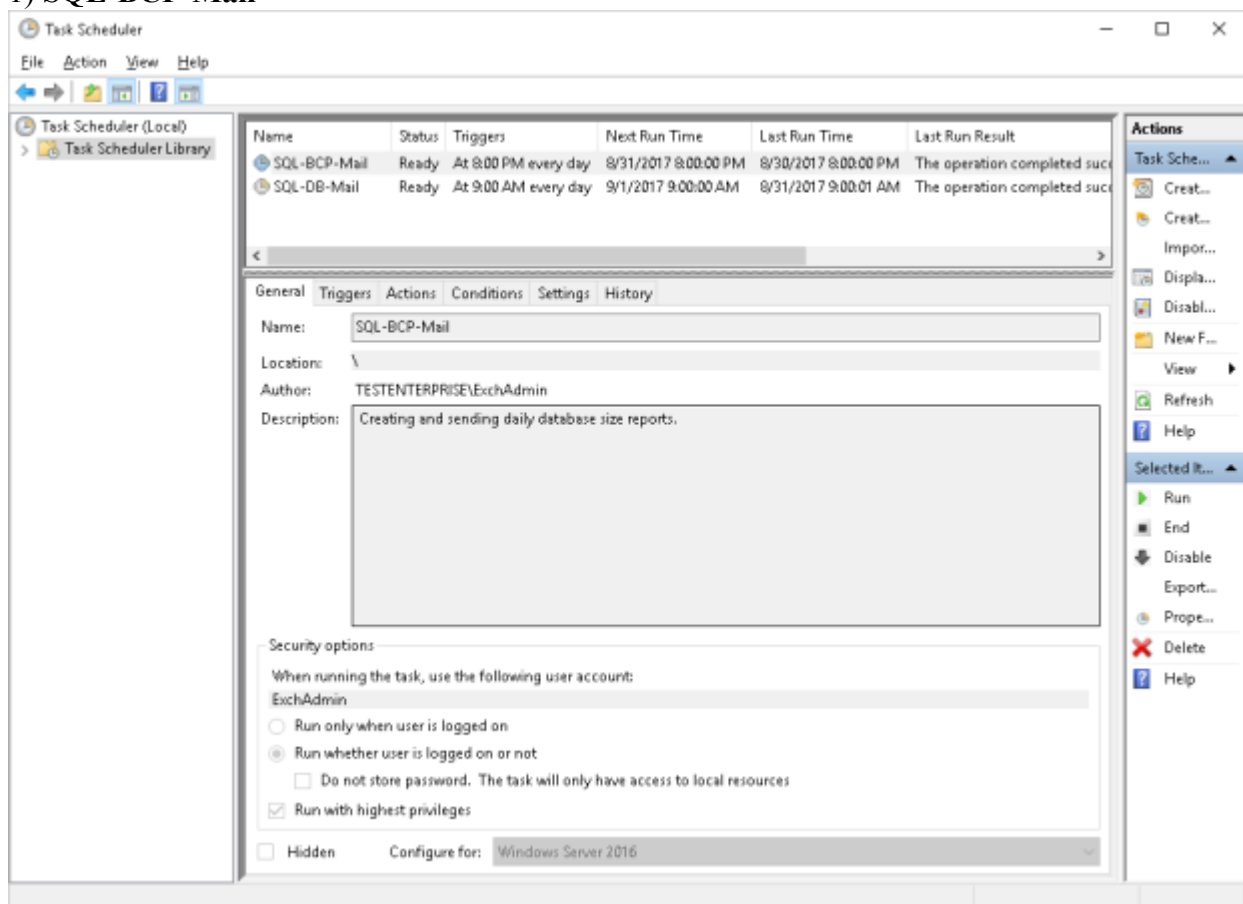 1) SQL-BCP-Mail
Task Scheduler
File Action View Help
Task Scheduler (Local)
Task Scheduler Library
Name Status Triggers Next Run Time Last Run Time Last Run Result
SQL-BCP-Mail Ready At 8:00 PM every day 8/31/2017 8:00:00 PM 8/30/2017 8:00:00 PM The operation completed succ
SQL-DB-Mail Ready At 9:00 AM every day 9/1/2017 9:00:00 AM 8/31/2017 9:00:01 AM The operation completed succ
General Triggers Actions Conditions Settings History
Name: SQL-BCP-Mail
Location: \
Author: TESTENTERPRISE\ExchAdmin
Description: Creating and sending daily database size reports.
Security options
When running the task, use the following user account:
ExchAdmin
Run only when user is logged on
Run whether user is logged on or not
Do not store password. The task will only have access to local resources
Run with highest privileges
Hidden Configure for: Windows Server 2016
Actions
Task Sche...
Creat...
Creat...
Impor...
Displa...
Disabl...
New F...
View
Refresh
Help
Selected It...
Run
End
Disable
Export...
Prope...
Delete
Help